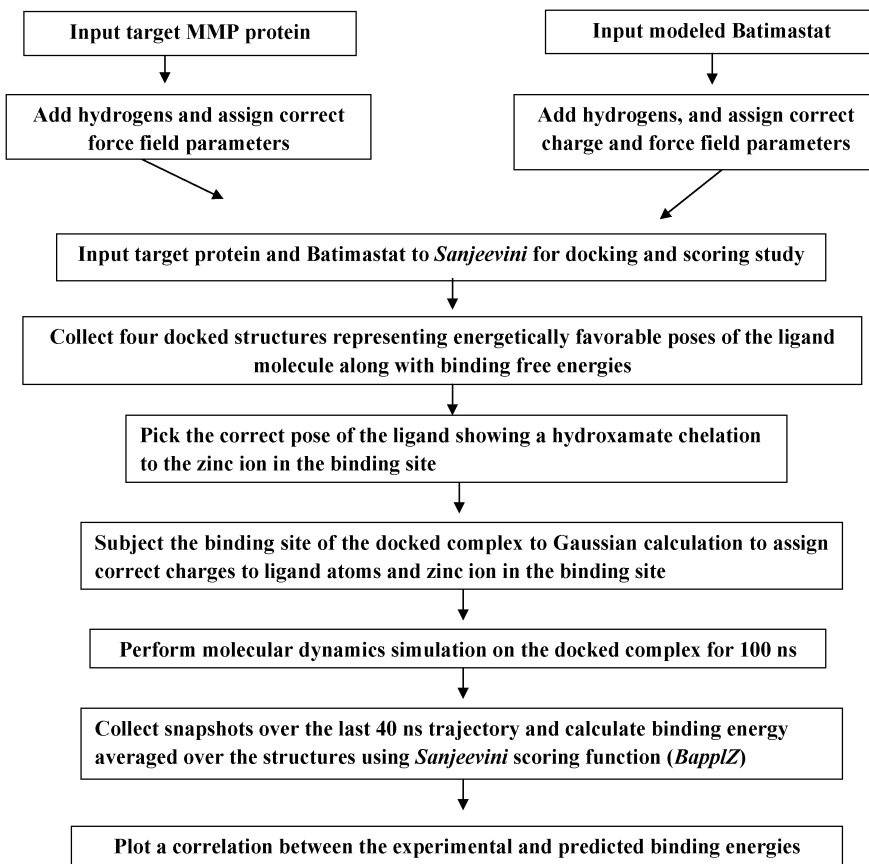 Input target MMP protein
Input modeled Batimastat
Add hydrogens and assign correct
force field parameters
Add hydrogens, and assign correct
charge and force field parameters
Input target protein and Batimastat to Sanjeevini for docking and scoring study
Collect four docked structures representing energetically favorable poses of the ligand
molecule along with binding free energies
Pick the correct pose of the ligand showing a hydroxamate chelation
to the zinc ion in the binding site
Subject the binding site of the docked complex to Gaussian calculation to assign
correct charges to ligand atoms and zinc ion in the binding site
Perform molecular dynamics simulation on the docked complex for 100 ns
Collect snapshots over the last 40 ns trajectory and calculate binding energy
averaged over the structures using Sanjeevini scoring function (BapplZ)
Plot a correlation between the experimental and predicted binding energies